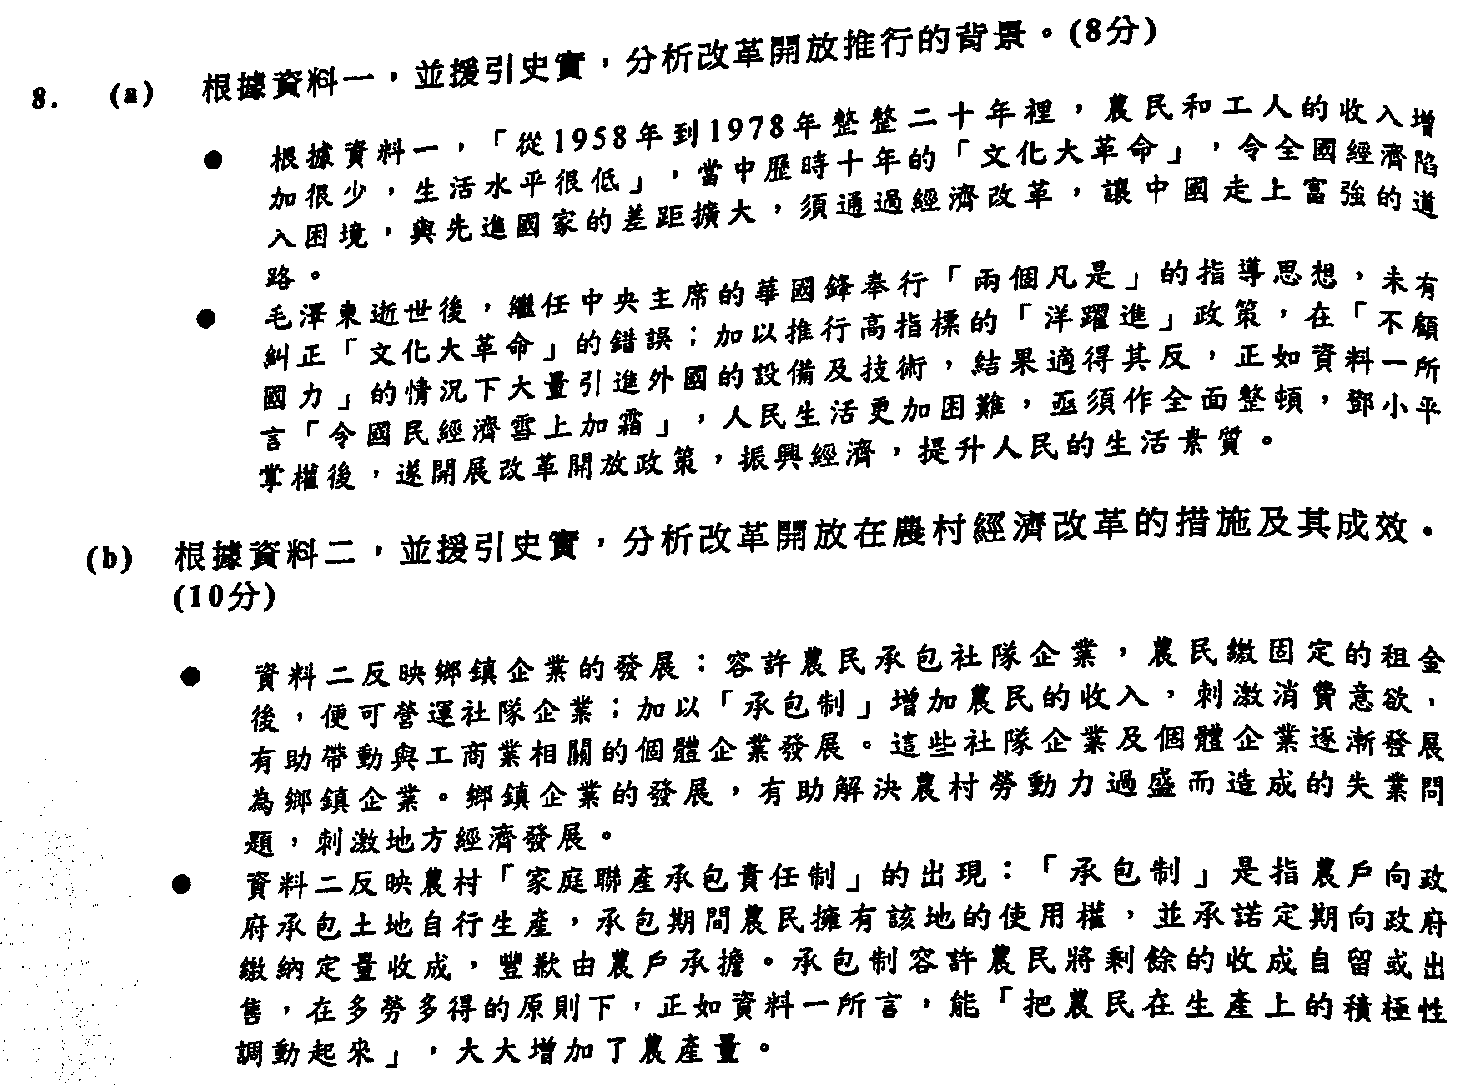 8. (a) 根據資料一，並援引史實，分析改革開放推行的背景。(8分)
● 根據資料一，「從1958年到1978年整整二十年裡，農民和工人的收入增
加很少，生活水平很低」，當中歷時十年的「文化大革命」，令全國經濟陷
入困境，與先進國家的差距擴大，須通過經濟改革，讓中國走上富強的道
路。
● 毛澤東逝世後，繼任中央主席的華國鋒奉行「兩個凡是」的指導思想，未有
糾正「文化大革命」的錯誤；加以推行高指標的「洋躍進」政策，在「不顧
國力」的情況下大量引進外國的設備及技術，結果適得其反，正如資料一所
言「令國民經濟雪上加霜」，人民生活更加困難，亟須作全面整頓，鄧小平
掌權後，遂開展改革開放政策，振興經濟，提升人民的生活素質。
(b) 根據資料二，並援引史實，分析改革開放在農村經濟改革的措施及其成效。
(10分)
● 資料二反映鄉鎮企業的發展：容許農民承包社隊企業，農民繳固定的租金
後，便可營運社隊企業；加以「承包制」增加農民的收入，刺激消費意欲，
有助帶動與工商業相關的個體企業發展。這些社隊企業及個體企業逐漸發展
為鄉鎮企業。鄉鎮企業的發展，有助解決農村勞動力過盛而造成的失業問
題，刺激地方經濟發展。
● 資料二反映農村「家庭聯產承包責任制」的出現：「承包制」是指農戶向政
府承包土地自行生產，承包期間農民擁有該地的使用權，並承諾定期向政府
繳納定量收成，豐歉由農戶承擔。承包制容許農民將剩餘的收成自留或出
售，在多勞多得的原則下，正如資料一所言，能「把農民在生產上的積極性
調動起來」，大大增加了農產量。